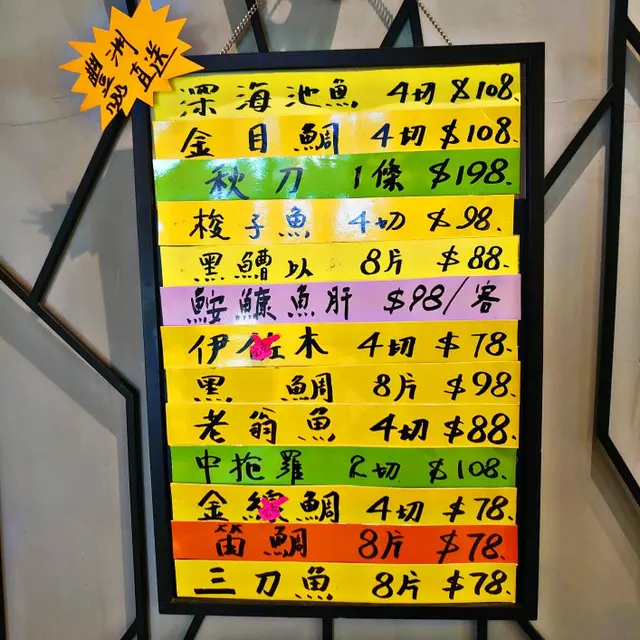 豐洲
直送
深海池魚 4切 $108.
金目鯛 4切 $108.
秋刀 1條 $198.
梭子魚 4切 $98.
黑鰽以 8片 $88.
鮟鱇魚肝 $98/客
伊佐木 4切 $78.
黑鯛 8片 $98.
老翁魚 4切 $88.
中拖羅 2切 $108.
金線鯛 4切 $78.
笛鯛 8片 $78.
三刀魚 8片 $78.